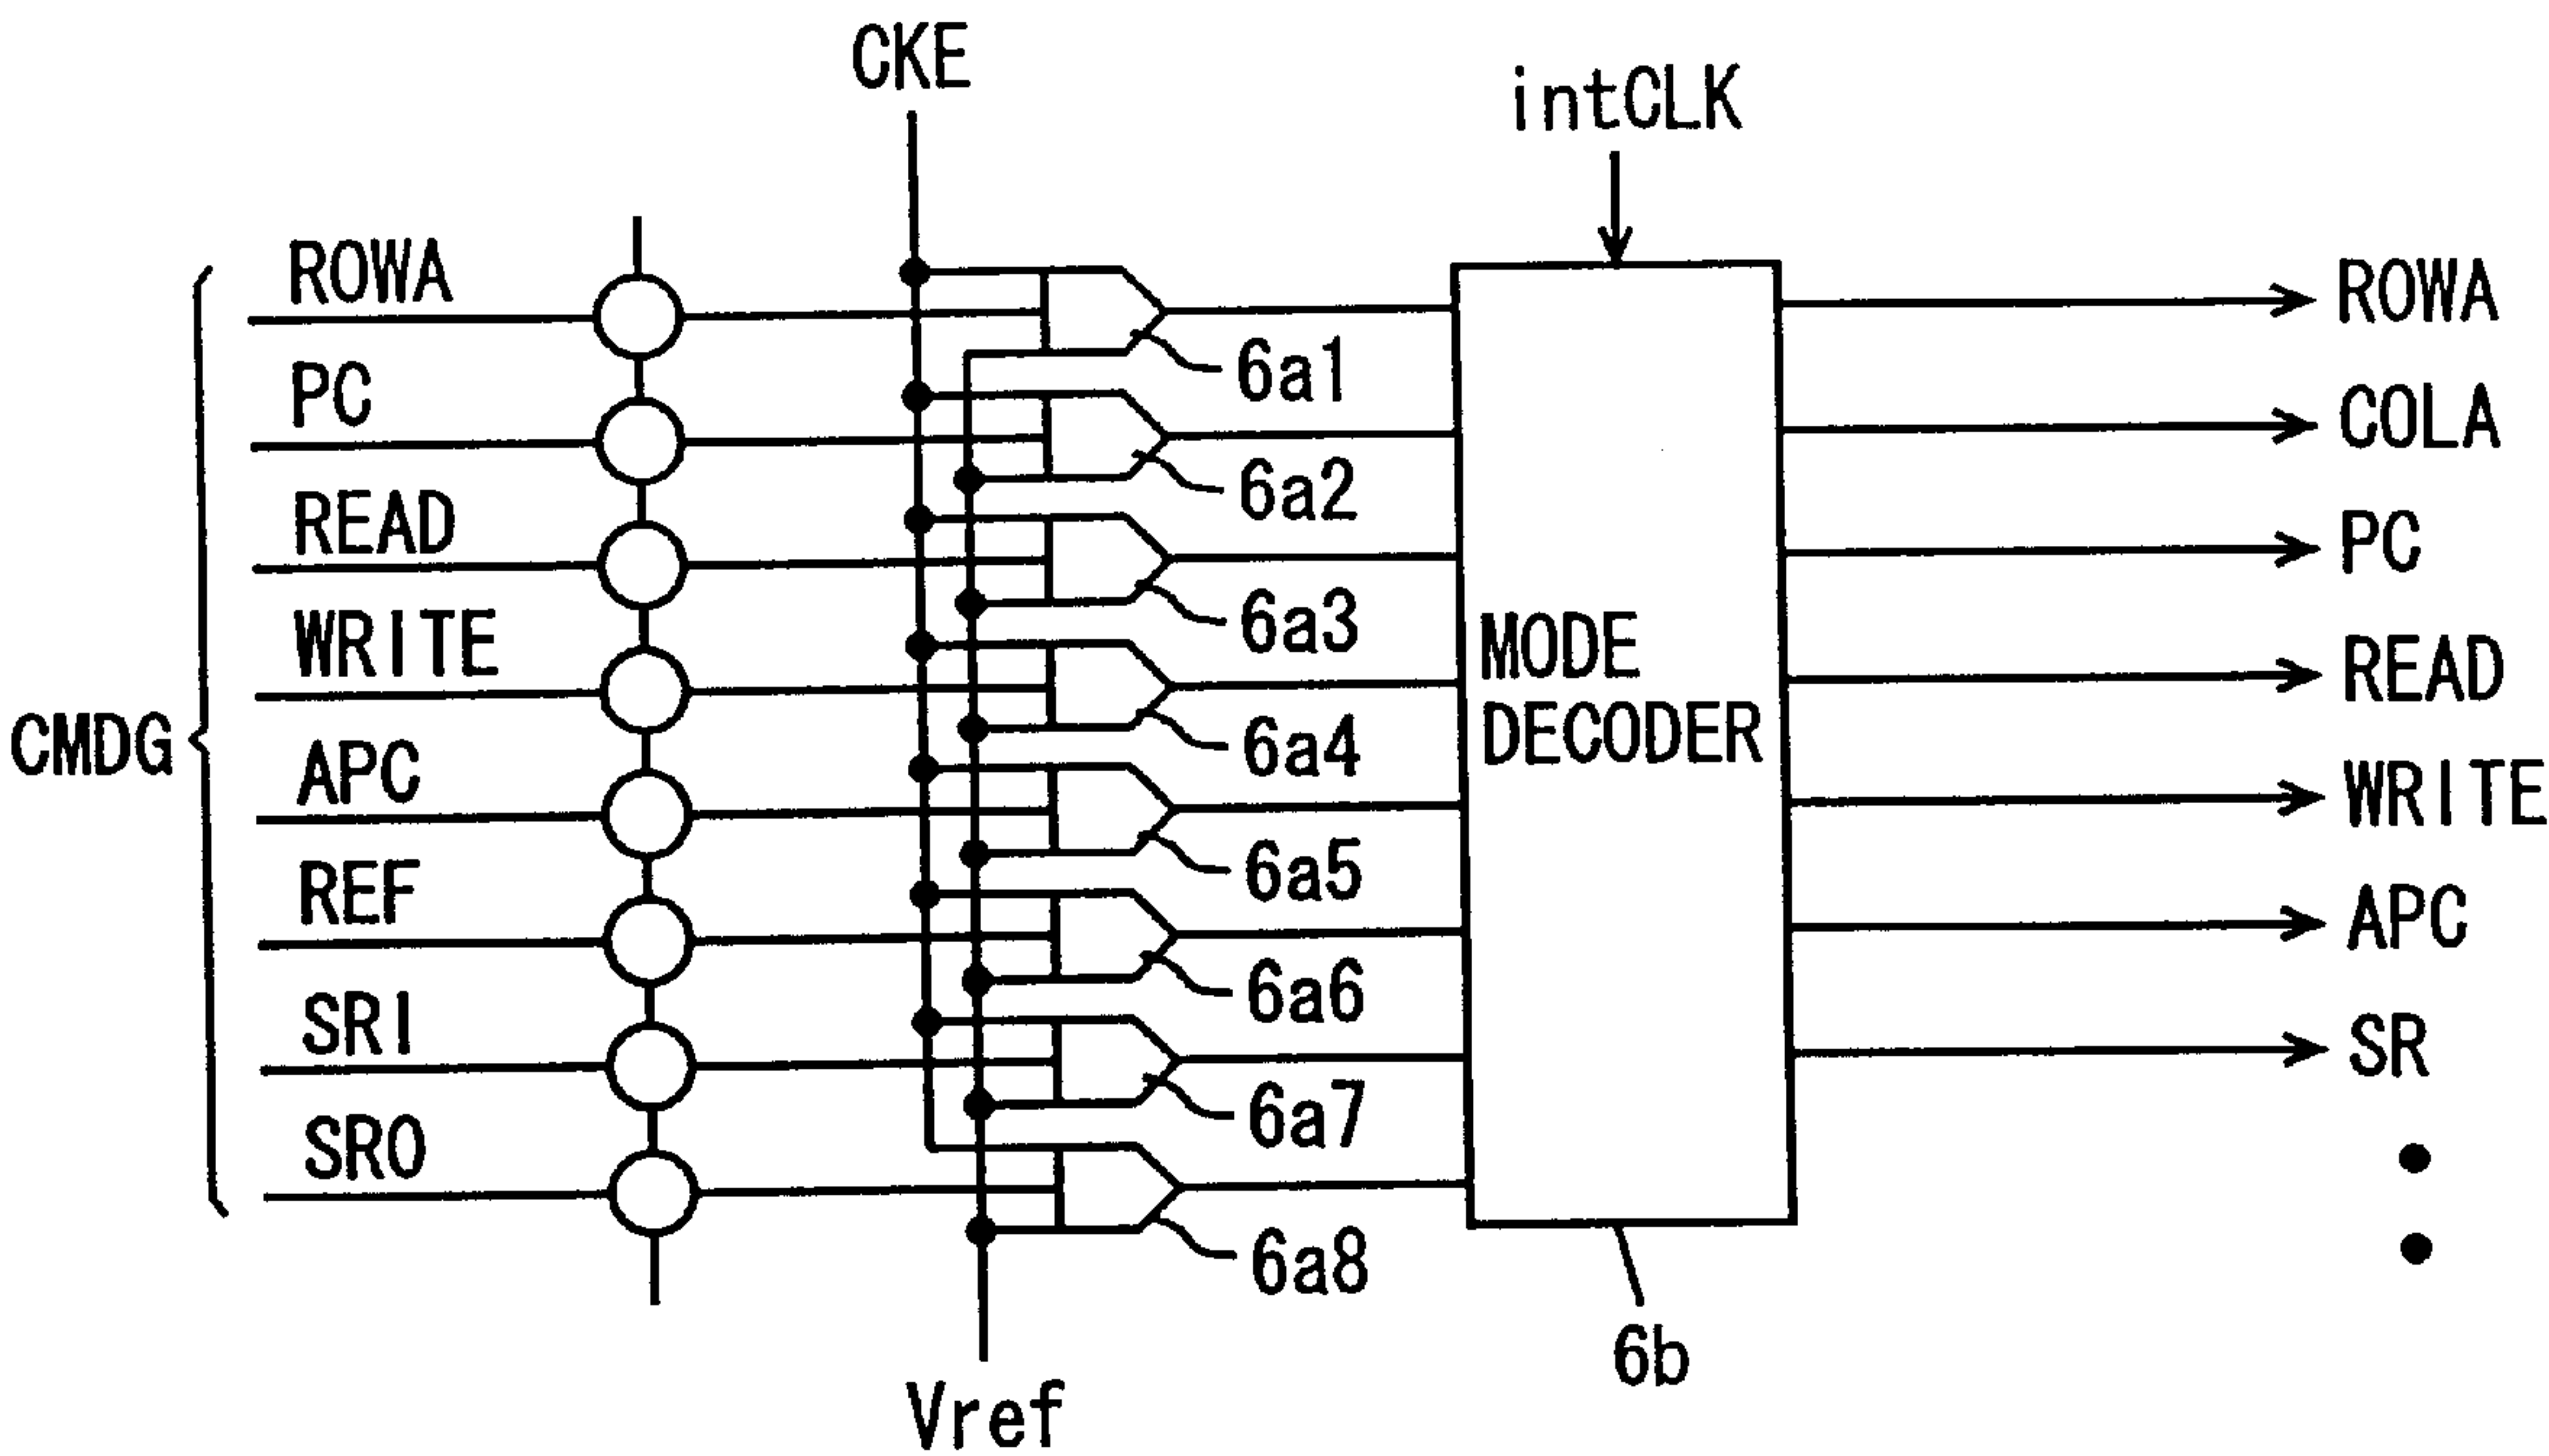 CKE
intCLK
CMDG
ROWA
PC
READ
WRITE
APC
REF
SRI
SRO
6a1
6a2
6a3
6a4
6a5
6a6
6a7
6a8
MODE
DECODER
6b
Vref
ROWA
COLA
PC
READ
WRITE
APC
SR